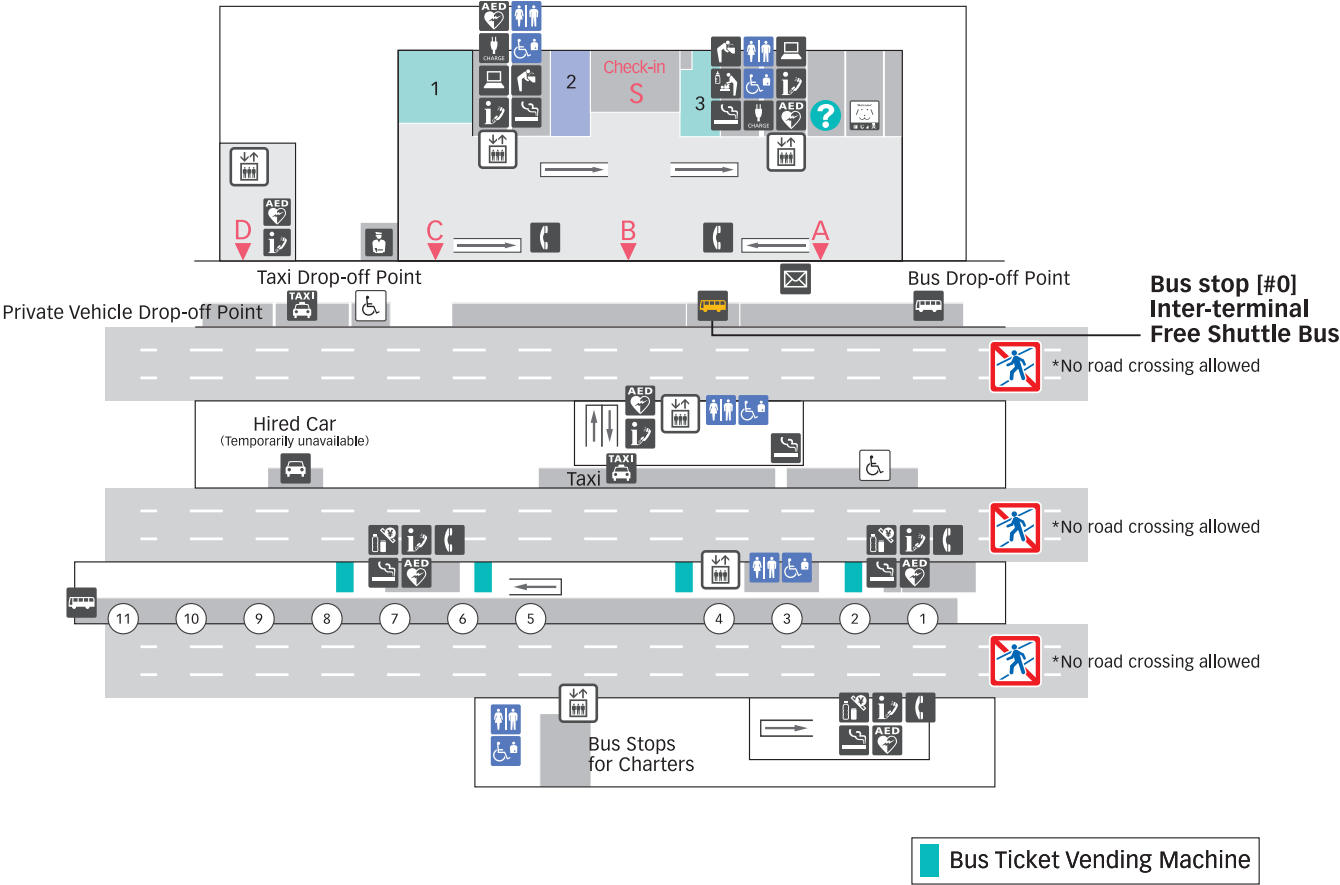 AED
CHARGE
1
2
Check-in
S
3
CHARGE
AED
?
D
AED
C
B
A
Taxi Drop-off Point
Bus Drop-off Point
Private Vehicle Drop-off Point
TAXI
Bus stop [#0]
Inter-terminal
Free Shuttle Bus
*No road crossing allowed
AED
Hired Car
(Temporarily unavailable)
Taxi
TAXI
*No road crossing allowed
AED
AED
11
10
9
8
7
6
5
4
3
2
1
*No road crossing allowed
Bus Stops
for Charters
AED
Bus Ticket Vending Machine